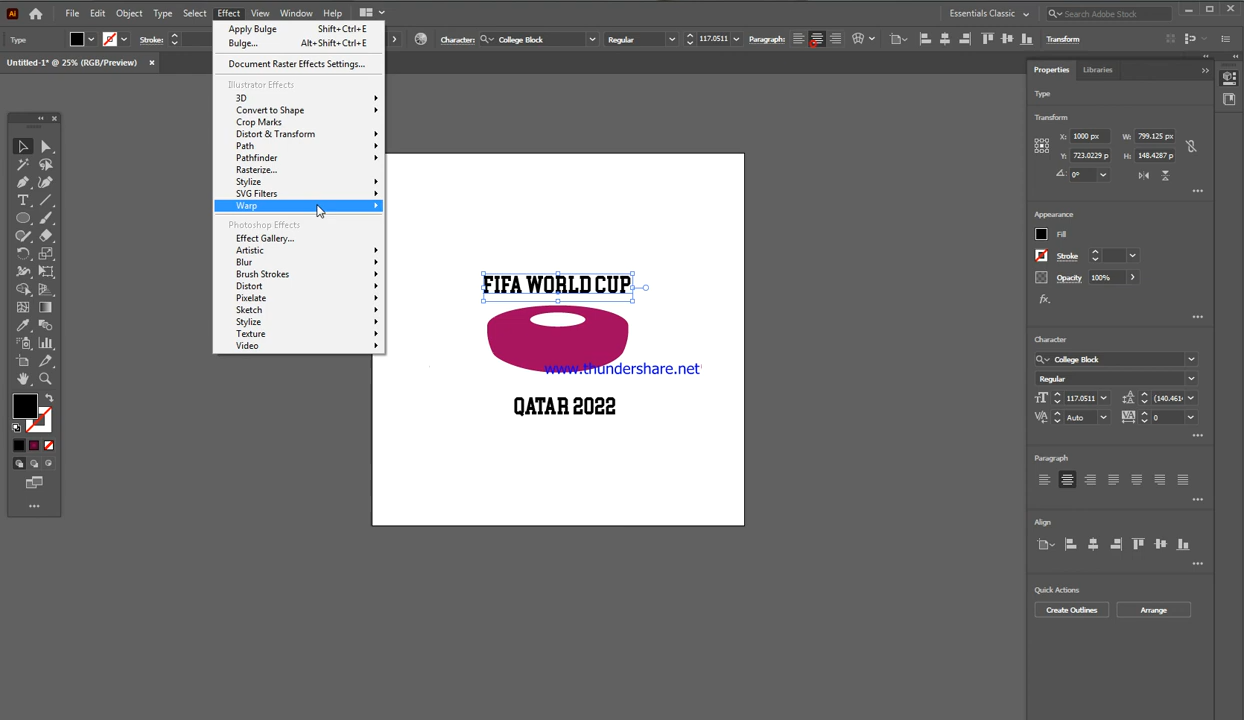 Ai File Edit Object Type Select Effect View Window Help Essentials Classic Search Adobe Stock
Type Stroke: Character: College Block Regular 117.0511 Paragraph: Transform
Untitled-1* @ 25% (RGB/Preview) ×
Apply Bulge Shift+Ctrl+E
Bulge... Alt+Shift+Ctrl+E
Document Raster Effects Settings...
Illustrator Effects
3D
Convert to Shape
Crop Marks
Distort & Transform
Path
Pathfinder
Rasterize...
Stylize
SVG Filters
Warp
Photoshop Effects
Effect Gallery...
Artistic
Blur
Brush Strokes
Distort
Pixelate
Sketch
Stylize
Texture
Video
FIFA WORLD CUP
www.thundershare.net
QATAR 2022
Properties Libraries
Type
Transform
X: 1000 px W: 799.125 px
Y: 723.0229 p H: 148.4287 p
0°
Appearance
Fill
Stroke
Opacity 100%
fx.
Character
College Block
Regular
117.0511 (140.461
Auto 0
Paragraph
Align
Quick Actions
Create Outlines Arrange